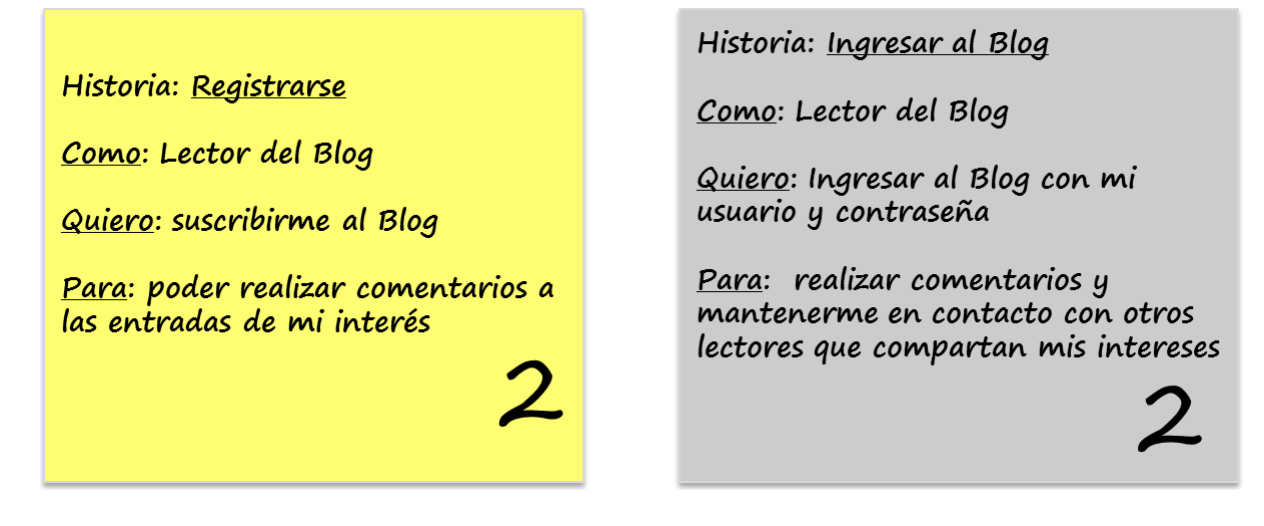 Historia: Registrarse
Como: Lector del Blog
Quiero: suscribirme al Blog
Para: poder realizar comentarios a
las entradas de mi interés
2
Historia: Ingresar al Blog
Como: Lector del Blog
Quiero: Ingresar al Blog con mi
usuario y contraseña
Para: realizar comentarios y
mantenerme en contacto con otros
lectores que compartan mis intereses
2